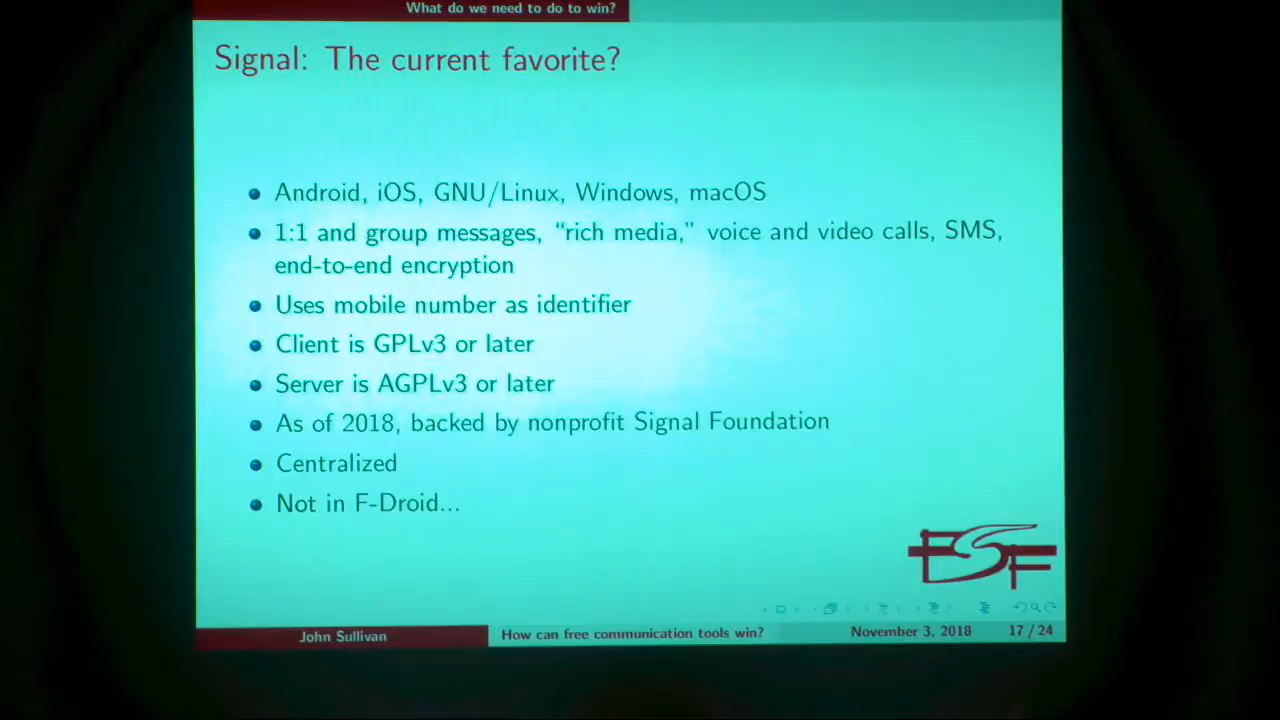 What do we need to do to win?
Signal: The current favorite?
Android, iOS, GNU/Linux, Windows, macOS
1:1 and group messages, “rich media,” voice and video calls, SMS,
end-to-end encryption
Uses mobile number as identifier
Client is GPLv3 or later
Server is AGPLv3 or later
As of 2018, backed by nonprofit Signal Foundation
Centralized
Not in F-Droid...
FSF
John Sullivan
How can free communication tools win?
November 3, 2018
17 / 24